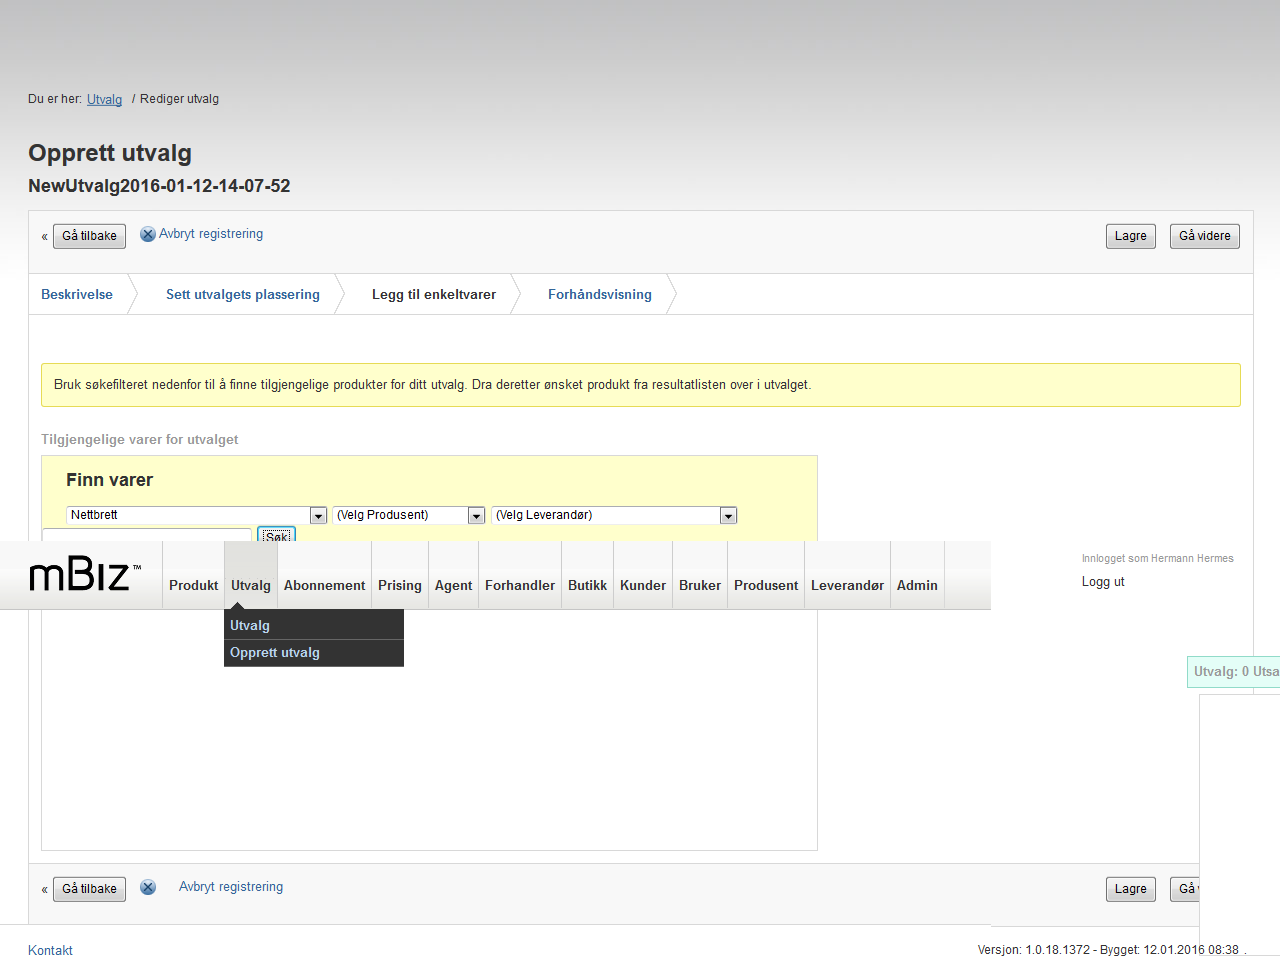 Du er her: Utvalg / Rediger utvalg
Opprett utvalg
NewUtvalg2016-01-12-14-07-52
« Gå tilbake Avbryt registrering Lagre Gå videre
Beskrivelse Sett utvalgets plassering Legg til enkeltvarer Forhåndsvisning
Bruk søkefilteret nedenfor til å finne tilgjengelige produkter for ditt utvalg. Dra deretter ønsket produkt fra resultatlisten over i utvalget.
Tilgjengelige varer for utvalget
Finn varer
Nettbrett (Velg Produsent) (Velg Leverandør)
Søk
mBiz™ Produkt Utvalg Abonnement Prising Agent Forhandler Butikk Kunder Bruker Produsent Leverandør Admin
Innlogget som Hermann Hermes
Logg ut
Utvalg
Opprett utvalg
Utvalg: 0 Utsa
« Gå tilbake Avbryt registrering Lagre Gå
Kontakt Versjon: 1.0.18.1372 - Bygget: 12.01.2016 08:38 .